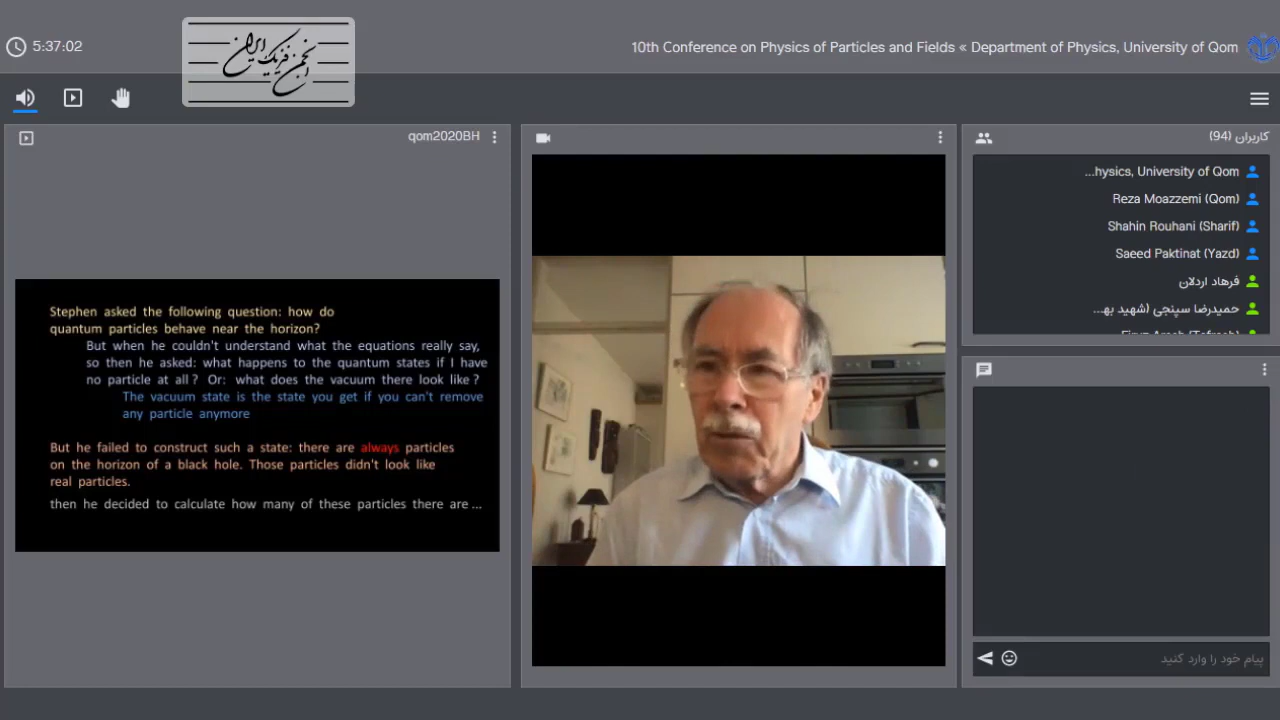 5:37:02
انجمن فیزیک ایران
10th Conference on Physics of Particles and Fields « Department of Physics, University of Qom
qom2020BH
Stephen asked the following question: how do
quantum particles behave near the horizon?
But when he couldn't understand what the equations really say,
so then he asked: what happens to the quantum states if I have
no particle at all ? Or: what does the vacuum there look like ?
The vacuum state is the state you get if you can't remove
any particle anymore
But he failed to construct such a state: there are always particles
on the horizon of a black hole. Those particles didn't look like
real particles.
then he decided to calculate how many of these particles there are ...
کاربران (94)
...hysics, University of Qom
Reza Moazzemi (Qom)
Shahin Rouhani (Sharif)
Saeed Paktinat (Yazd)
فرهاد اردلان
حمیدرضا سپنجی (شهید بهـ...
پیام خود را وارد کنید